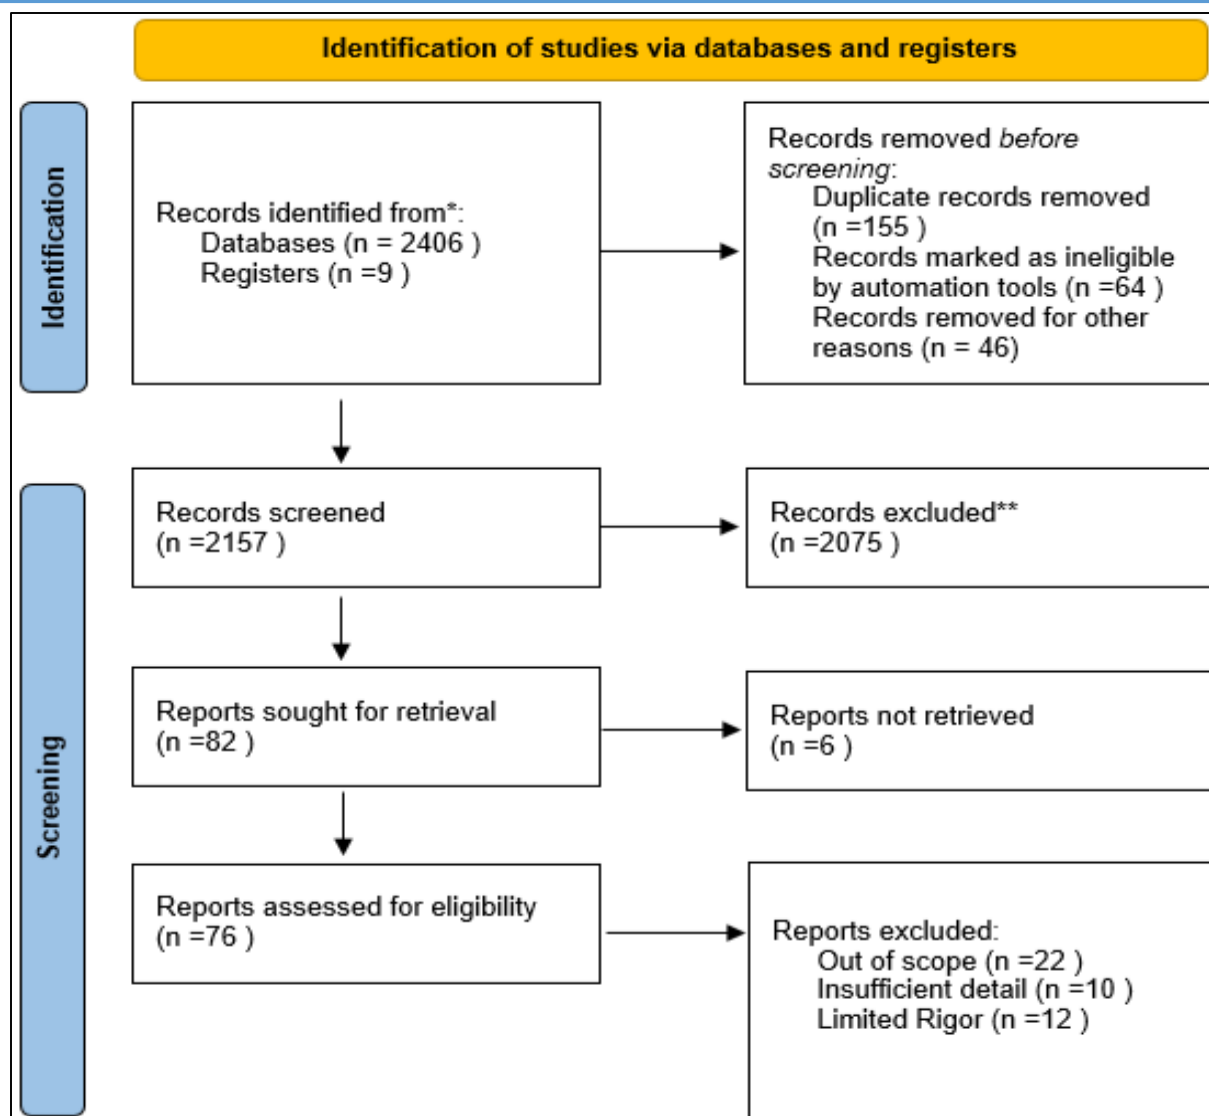 Identification of studies via databases and registers
Identification
Records identified from*:
Databases (n = 2406 )
Registers (n =9 )
Records removed before
screening:
Duplicate records removed
(n =155 )
Records marked as ineligible
by automation tools (n =64 )
Records removed for other
reasons (n = 46)
Screening
Records screened
(n =2157 )
Records excluded**
(n =2075 )
Reports sought for retrieval
(n =82 )
Reports not retrieved
(n =6 )
Reports assessed for eligibility
(n =76 )
Reports excluded:
Out of scope (n =22 )
Insufficient detail (n =10 )
Limited Rigor (n =12 )